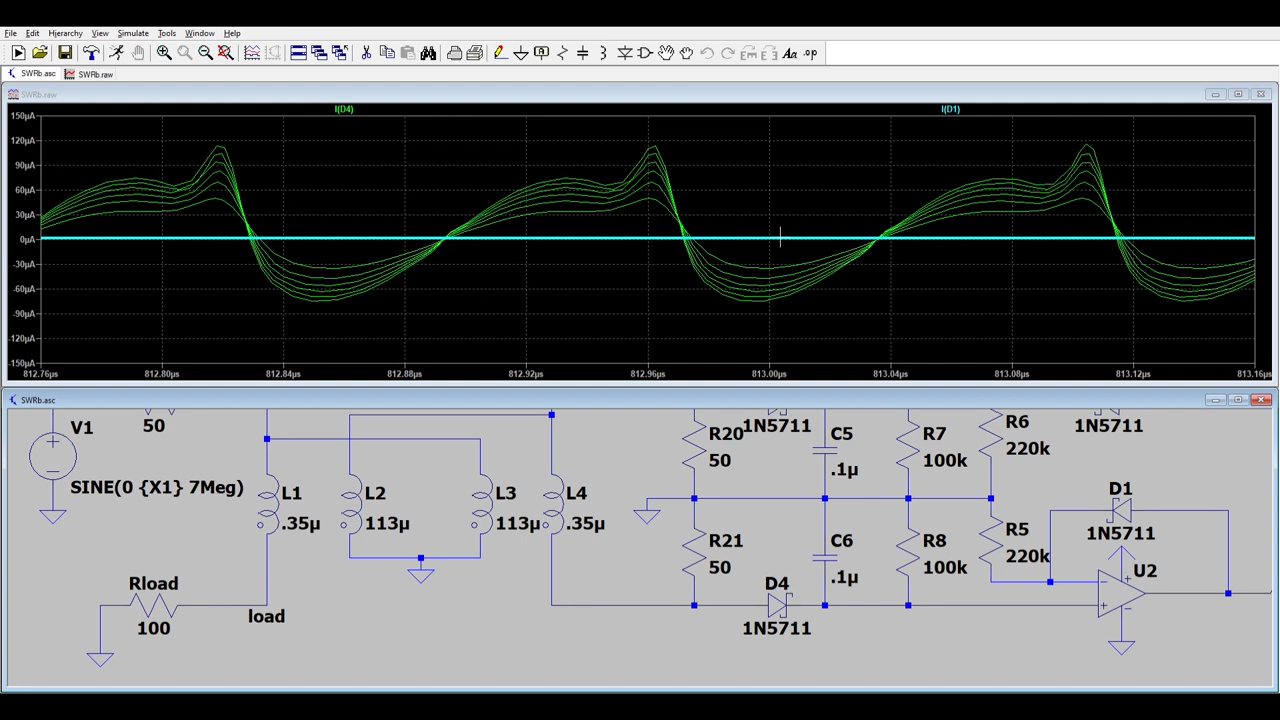 File Edit Hierarchy View Simulate Tools Window Help
Aa .op
SWRb.asc SWRb.raw
SWRb.raw
I(D4) I(D1)
150µA
120µA
90µA
60µA
30µA
0µA
-30µA
-60µA
-90µA
-120µA
-150µA
812.76µs 812.80µs 812.84µs 812.88µs 812.92µs 812.96µs 813.00µs 813.04µs 813.08µs 813.12µs 813.16µs
SWRb.asc
V1
50
SINE(0 {X1} 7Meg)
L1
.35µ
L2
113µ
L3
113µ
L4
.35µ
Rload
100
load
R20
50
1N5711
C5
.1µ
R7
100k
R6
220k
1N5711
R21
50
D4
1N5711
C6
.1µ
R8
100k
R5
220k
D1
1N5711
U2